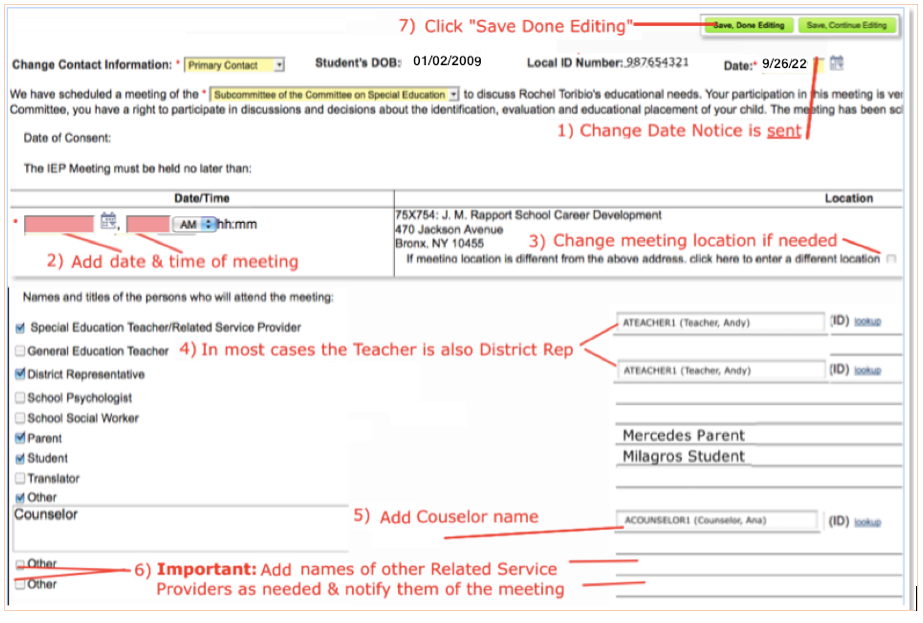 7) Click "Save Done Editing"
Save, Done Editing Save, Continue Editing
Change Contact Information: * Primary Contact Student's DOB: 01/02/2009 Local ID Number: 987654321 Date:* 9/26/22
We have scheduled a meeting of the * Subcommittee of the Committee on Special Education to discuss Rochel Toribio's educational needs. Your participation in this meeting is ver
Committee, you have a right to participate in discussions and decisions about the identification, evaluation and educational placement of your child. The meeting has been scl
1) Change Date Notice is sent
Date of Consent:
The IEP Meeting must be held no later than:
Date/Time Location
* , AM hh:mm
75X754: J. M. Rapport School Career Development
470 Jackson Avenue
Bronx, NY 10455
3) Change meeting location if needed
2) Add date & time of meeting
If meeting location is different from the above address, click here to enter a different location
Names and titles of the persons who will attend the meeting:
Special Education Teacher/Related Service Provider ATEACHER1 (Teacher, Andy) (ID) lookup
General Education Teacher 4) In most cases the Teacher is also District Rep
District Representative ATEACHER1 (Teacher, Andy) (ID) lookup
School Psychologist
School Social Worker
Parent Mercedes Parent
Student Milagros Student
Translator
Other
Counselor 5) Add Couselor name ACOUNSELOR1 (Counselor, Ana) (ID) lookup
Other 6) Important: Add names of other Related Service
Other Providers as needed & notify them of the meeting